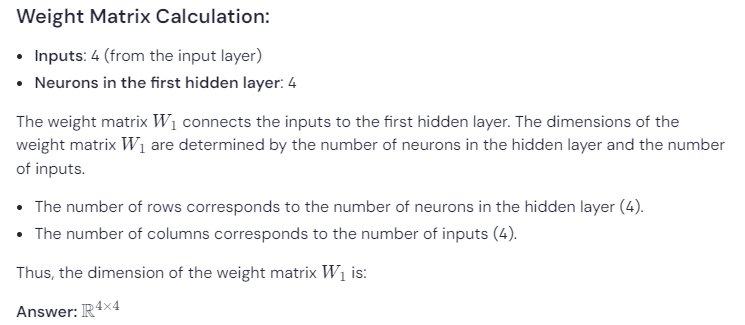 Weight Matrix Calculation:
• Inputs: 4 (from the input layer)
• Neurons in the first hidden layer: 4
The weight matrix W₁ connects the inputs to the first hidden layer. The dimensions of the
weight matrix W₁ are determined by the number of neurons in the hidden layer and the number
of inputs.
• The number of rows corresponds to the number of neurons in the hidden layer (4).
• The number of columns corresponds to the number of inputs (4).
Thus, the dimension of the weight matrix W₁ is:
Answer: ℝ⁴ˣ⁴